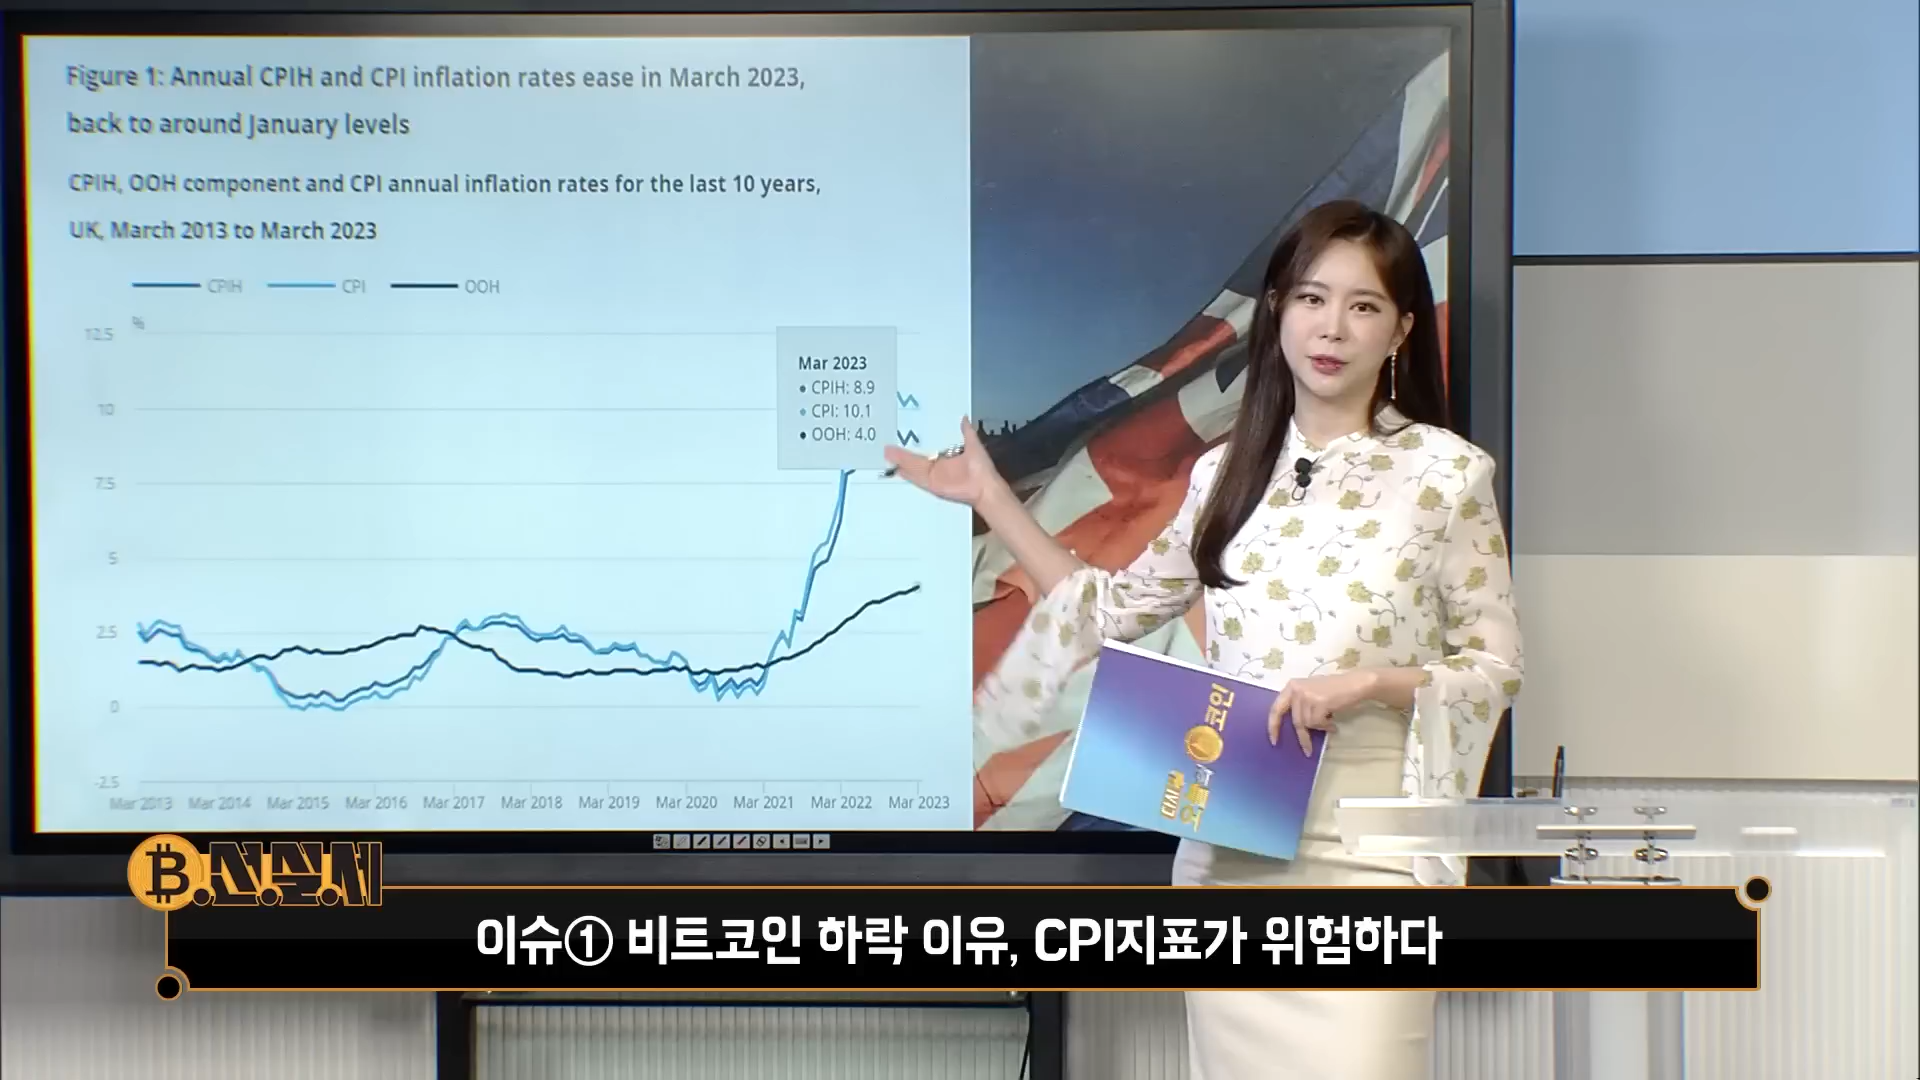 Figure 1: Annual CPIH and CPI inflation rates ease in March 2023,
back to around January levels
CPIH, OOH component and CPI annual inflation rates for the last 10 years,
UK, March 2013 to March 2023
CPIH CPI OOH
%
12.5
10
7.5
5
2.5
0
-2.5
Mar 2023
• CPIH: 8.9
• CPI: 10.1
• OOH: 4.0
Mar 2013 Mar 2014 Mar 2015 Mar 2016 Mar 2017 Mar 2018 Mar 2019 Mar 2020 Mar 2021 Mar 2022 Mar 2023
코인
이슈① 비트코인 하락 이유, CPI지표가 위험하다